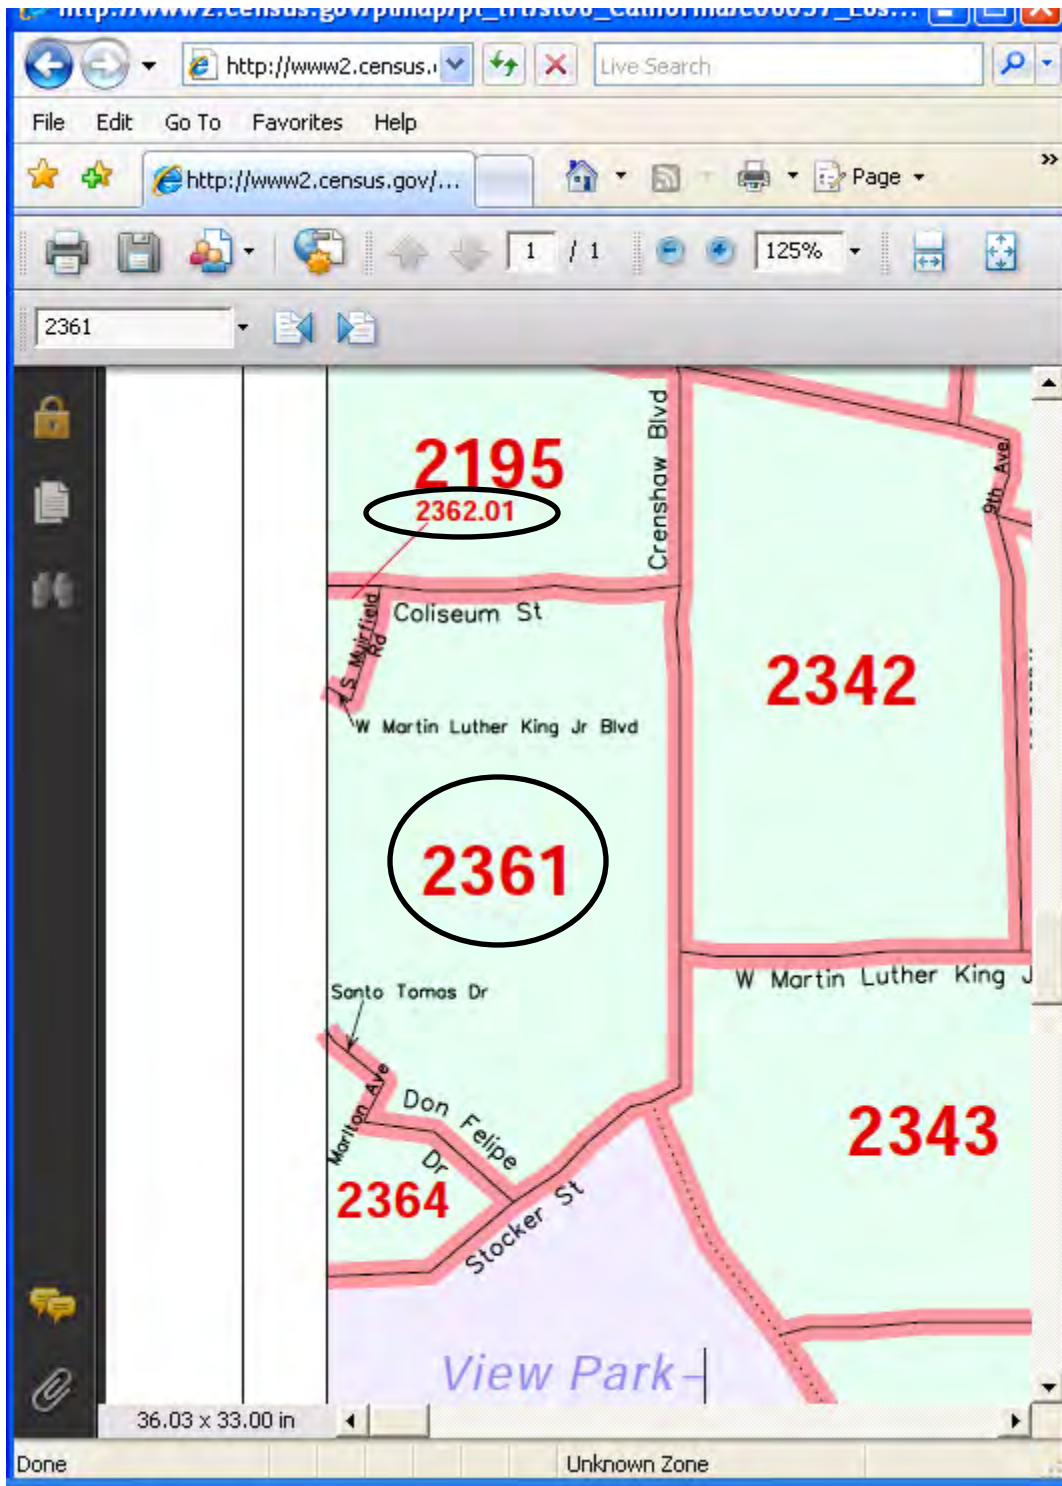 http://www2.census.gov/plmap/pl_trt/st06_California/c06037_Los...
http://www2.census.
Live Search
File Edit Go To Favorites Help
http://www2.census.gov/...
Page
»
1 / 1
125%
2361
Crenshaw Blvd
9th Ave
2195
2362.01
Coliseum St
S Muirfield Rd
2342
W Martin Luther King Jr Blvd
2361
W Martin Luther King J
Santo Tomas Dr
Marlton Ave
Don Felipe Dr
2343
2364
Stocker St
View Park-
36.03 x 33.00 in
Done
Unknown Zone